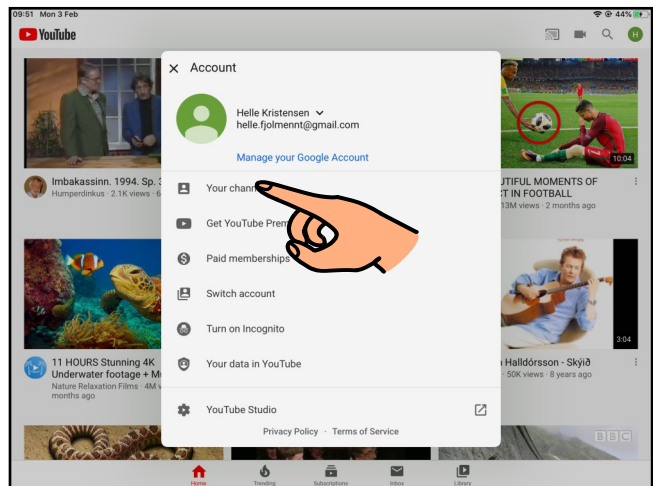 09:51 Mon 3 Feb 44%
YouTube H
Account
Helle Kristensen
helle.fjolmennt@gmail.com
Manage your Google Account
Your
Get YouTube
Paid memberships
Switch account
Turn on Incognito
Your data in YouTube
YouTube Studio
Privacy Policy · Terms of Service
Imbakassinn. 1994. Sp. 3
Humperdinkus · 2.1K views · 6
10:04
MOMENTS OF
IN FOOTBALL
13M views · 2 months ago
11 HOURS Stunning 4K
Underwater footage +
Nature Relaxation Films · 4M
months ago
3:04
Halldórsson - Skýið
50K views · 8 years ago
BBC
Home Trending Subscriptions Inbox Library